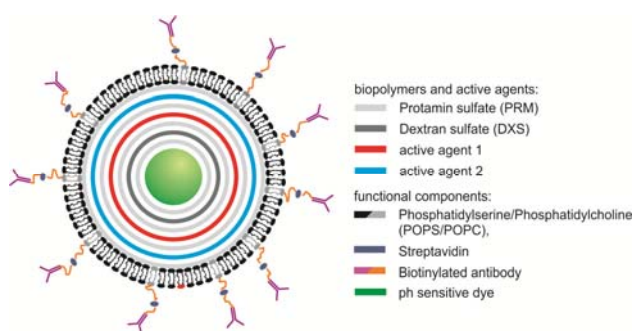 biopolymers and active agents:
Protamin sulfate (PRM)
Dextran sulfate (DXS)
active agent 1
active agent 2
functional components:
Phosphatidylserine/Phosphatidylcholine
(POPS/POPC),
Streptavidin
Biotinylated antibody
ph sensitive dye